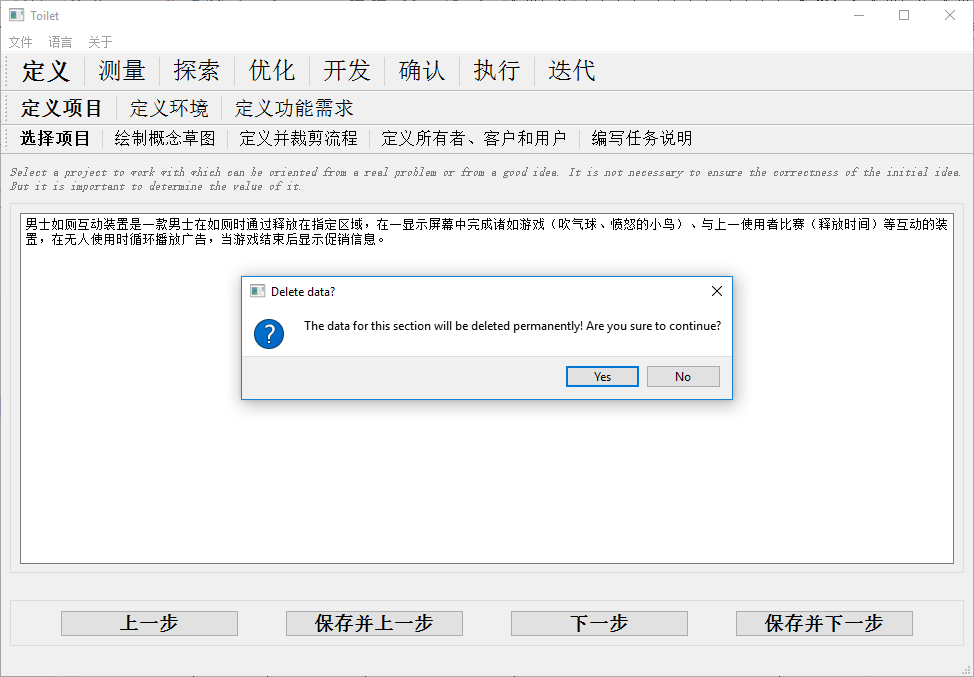 Toilet
文件 语言 关于
定义 测量 探索 优化 开发 确认 执行 迭代
定义项目 定义环境 定义功能需求
选择项目 绘制概念草图 定义并裁剪流程 定义所有者、客户和用户 编写任务说明
Select a project to work with which can be oriented from a real problem or from a good idea. It is not necessary to ensure the correctness of the initial idea.
But it is important to determine the value of it.
男士如厕互动装置是一款男士在如厕时通过释放在指定区域，在一显示屏幕中完成诸如游戏（吹气球、愤怒的小鸟）、与上一使用者比赛（释放时间）等互动的装
置，在无人使用时循环播放广告，当游戏结束后显示促销信息。
Delete data?
The data for this section will be deleted permanently! Are you sure to continue?
Yes No
上一步 保存并上一步 下一步 保存并下一步